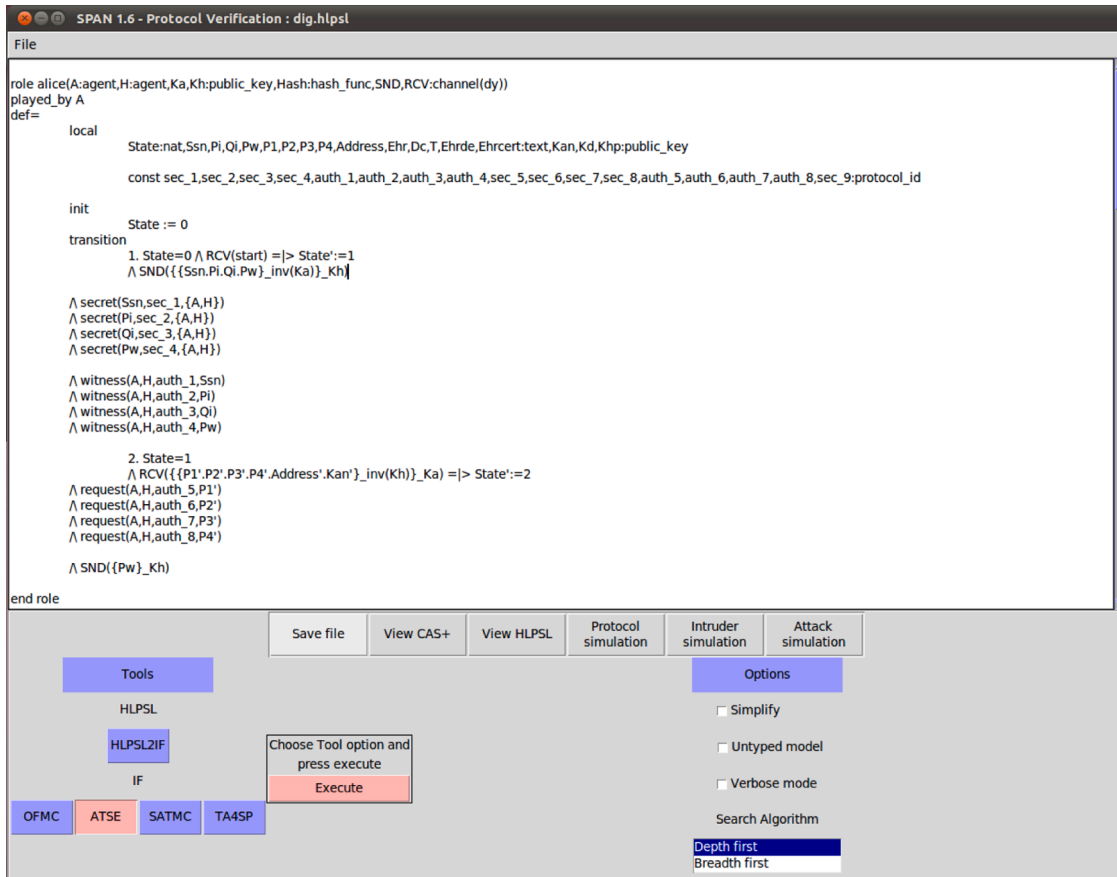 SPAN 1.6 - Protocol Verification : dig.hlpsl
File
role alice(A:agent,H:agent,Ka,Kh:public_key,Hash:hash_func,SND,RCV:channel(dy))
played_by A
def=
local
State:nat,Ssn,Pi,Qi,Pw,P1,P2,P3,P4,Address,Ehr,Dc,T,Ehrde,Ehrcert:text,Kan,Kd,Khp:public_key
const sec_1,sec_2,sec_3,sec_4,auth_1,auth_2,auth_3,auth_4,sec_5,sec_6,sec_7,sec_8,auth_5,auth_6,auth_7,auth_8,sec_9:protocol_id
init
State := 0
transition
1. State=0 /\ RCV(start) =|> State':=1
/\ SND({{Ssn.Pi.Qi.Pw}_inv(Ka)}_Kh)
/\ secret(Ssn,sec_1,{A,H})
/\ secret(Pi,sec_2,{A,H})
/\ secret(Qi,sec_3,{A,H})
/\ secret(Pw,sec_4,{A,H})
/\ witness(A,H,auth_1,Ssn)
/\ witness(A,H,auth_2,Pi)
/\ witness(A,H,auth_3,Qi)
/\ witness(A,H,auth_4,Pw)
2. State=1
/\ RCV({{P1'.P2'.P3'.P4'.Address'.Kan'}_inv(Kh)}_Ka) =|> State':=2
/\ request(A,H,auth_5,P1')
/\ request(A,H,auth_6,P2')
/\ request(A,H,auth_7,P3')
/\ request(A,H,auth_8,P4')
/\ SND({Pw}_Kh)
end role
Save file
View CAS+
View HLPSL
Protocol
simulation
Intruder
simulation
Attack
simulation
Tools
HLPSL
HLPSL2IF
IF
OFMC
ATSE
SATMC
TA4SP
Choose Tool option and
press execute
Execute
Options
Simplify
Untyped model
Verbose mode
Search Algorithm
Depth first
Breadth first